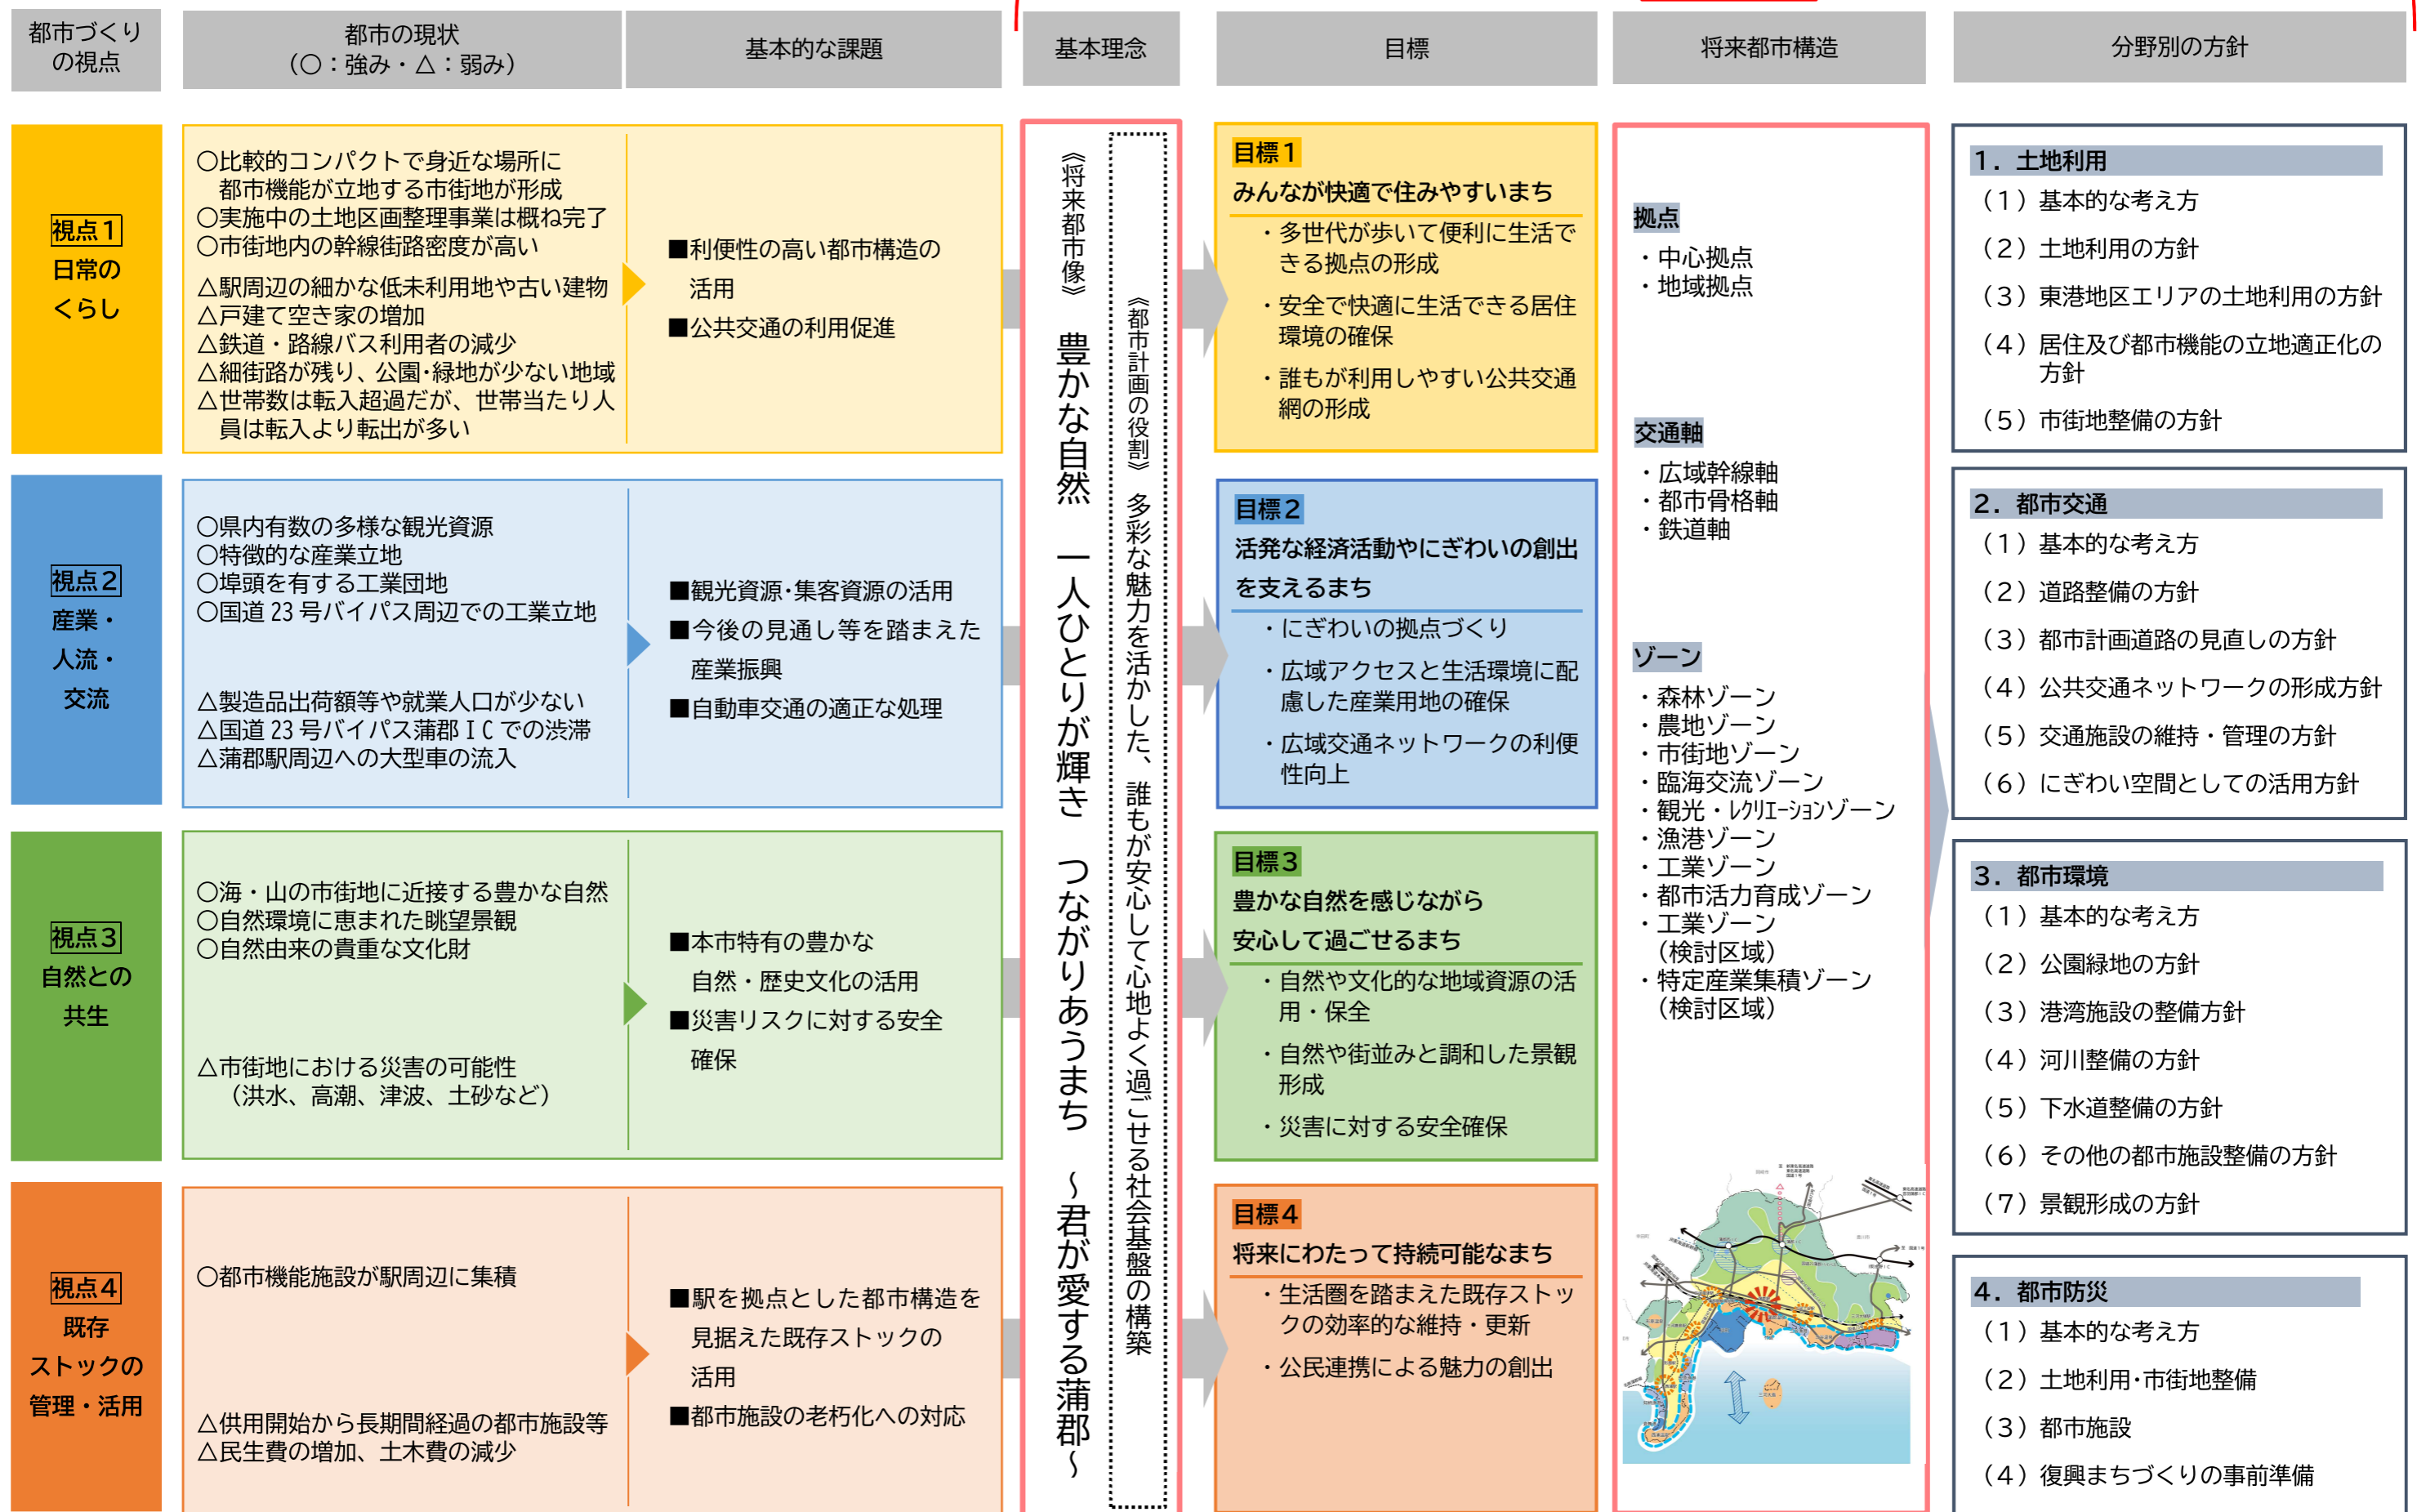 都市づくり
の視点
都市の現状
（○：強み・△：弱み）
基本的な課題
基本理念
目標
将来都市構造
分野別の方針
視点１
日常の
くらし
○比較的コンパクトで身近な場所に
都市機能が立地する市街地が形成
○実施中の土地区画整理事業は概ね完了
○市街地内の幹線街路密度が高い
△駅周辺の細かな低未利用地や古い建物
△戸建て空き家の増加
△鉄道・路線バス利用者の減少
△細街路が残り、公園・緑地が少ない地域
△世帯数は転入超過だが、世帯当たり人
員は転入より転出が多い
■利便性の高い都市構造の
活用
■公共交通の利用促進
視点２
産業・
人流・
交流
○県内有数の多様な観光資源
○特徴的な産業立地
○埠頭を有する工業団地
○国道23号バイパス周辺での工業立地
△製造品出荷額等や就業人口が少ない
△国道23号バイパス蒲郡ＩＣでの渋滞
△蒲郡駅周辺への大型車の流入
■観光資源・集客資源の活用
■今後の見通し等を踏まえた
産業振興
■自動車交通の適正な処理
視点３
自然との
共生
○海・山の市街地に近接する豊かな自然
○自然環境に恵まれた眺望景観
○自然由来の貴重な文化財
△市街地における災害の可能性
（洪水、高潮、津波、土砂など）
■本市特有の豊かな
自然・歴史文化の活用
■災害リスクに対する安全
確保
視点４
既存
ストックの
管理・活用
○都市機能施設が駅周辺に集積
△供用開始から長期間経過の都市施設等
△民生費の増加、土木費の減少
■駅を拠点とした都市構造を
見据えた既存ストックの
活用
■都市施設の老朽化への対応
《将来都市像》　豊かな自然　一人ひとりが輝き　つながりあうまち　～君が愛する蒲郡～
《都市計画の役割》　多彩な魅力を活かした、誰もが安心して心地よく過ごせる社会基盤の構築
目標１
みんなが快適で住みやすいまち
・多世代が歩いて便利に生活で
きる拠点の形成
・安全で快適に生活できる居住
環境の確保
・誰もが利用しやすい公共交通
網の形成
目標２
活発な経済活動やにぎわいの創出
を支えるまち
・にぎわいの拠点づくり
・広域アクセスと生活環境に配
慮した産業用地の確保
・広域交通ネットワークの利便
性向上
目標３
豊かな自然を感じながら
安心して過ごせるまち
・自然や文化的な地域資源の活
用・保全
・自然や街並みと調和した景観
形成
・災害に対する安全確保
目標４
将来にわたって持続可能なまち
・生活圏を踏まえた既存ストッ
クの効率的な維持・更新
・公民連携による魅力の創出
拠点
・中心拠点
・地域拠点
交通軸
・広域幹線軸
・都市骨格軸
・鉄道軸
ゾーン
・森林ゾーン
・農地ゾーン
・市街地ゾーン
・臨海交流ゾーン
・観光・ﾚｸﾘｴｰｼｮﾝゾーン
・漁港ゾーン
・工業ゾーン
・都市活力育成ゾーン
・工業ゾーン
（検討区域）
・特定産業集積ゾーン
（検討区域）
１．土地利用
（１）基本的な考え方
（２）土地利用の方針
（３）東港地区エリアの土地利用の方針
（４）居住及び都市機能の立地適正化の
方針
（５）市街地整備の方針
２．都市交通
（１）基本的な考え方
（２）道路整備の方針
（３）都市計画道路の見直しの方針
（４）公共交通ネットワークの形成方針
（５）交通施設の維持・管理の方針
（６）にぎわい空間としての活用方針
３．都市環境
（１）基本的な考え方
（２）公園緑地の方針
（３）港湾施設の整備方針
（４）河川整備の方針
（５）下水道整備の方針
（６）その他の都市施設整備の方針
（７）景観形成の方針
４．都市防災
（１）基本的な考え方
（２）土地利用・市街地整備
（３）都市施設
（４）復興まちづくりの事前準備